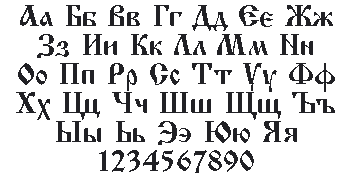 Аа Бб Вв Гг Дд Єє Жж
Зз Ии Кк Лл Мм Нн
Оо Пп Рр Сс Тт Ѵѵ Фф
Хх Цц Чч Шш Щщ Ъъ
Ыы Ьь Ээ Юю Яя
1234567890